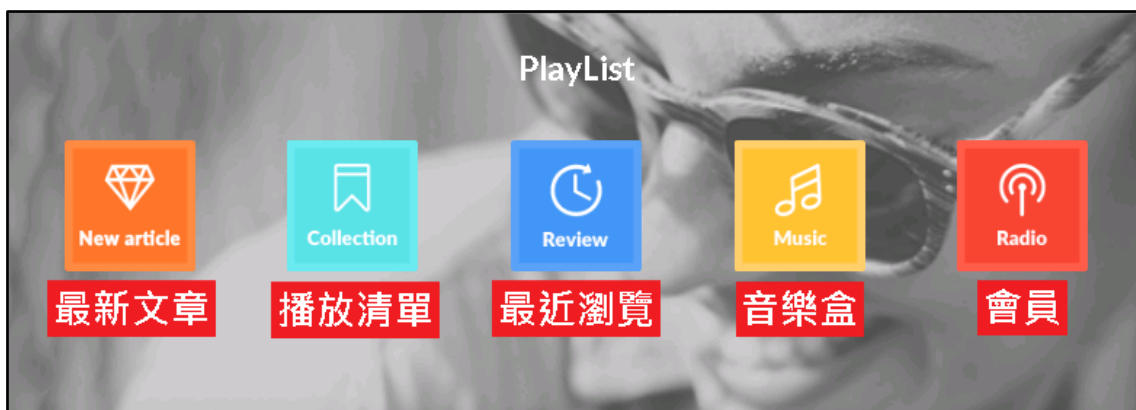 PlayList
New article
Collection
Review
Music
Radio
最新文章
播放清單
最近瀏覽
音樂盒
會員